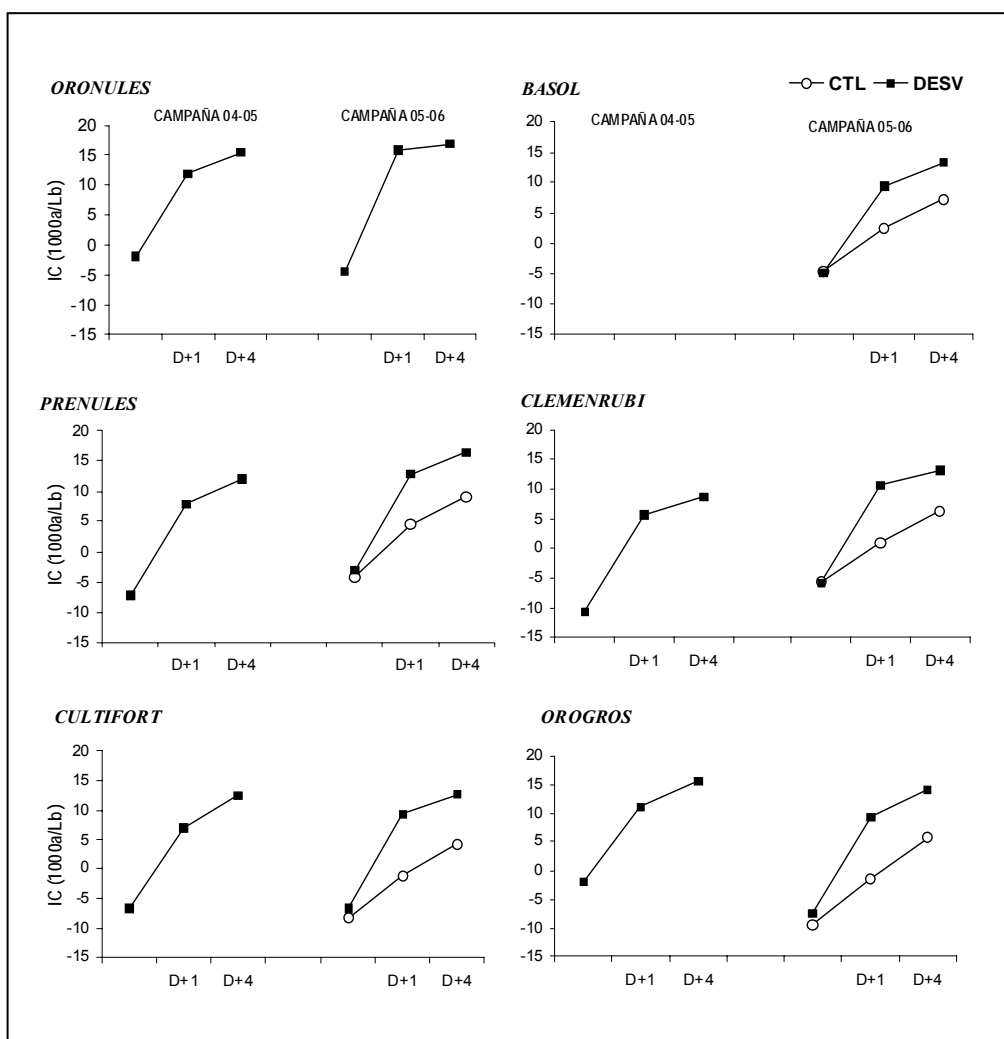 ORONULES
CAMPAÑA 04-05 CAMPAÑA 05-06
IC (1000a/Lb)
20
15
10
5
0
-5
-10
-15
D+1 D+4 D+1 D+4
BASOL
CTL DESV
CAMPAÑA 04-05 CAMPAÑA 05-06
20
15
10
5
0
-5
-10
-15
D+1 D+4
PRENULES
IC (1000a/Lb)
20
15
10
5
0
-5
-10
-15
D+1 D+4 D+1 D+4
CLEMENRUBI
20
15
10
5
0
-5
-10
-15
D+1 D+4 D+1 D+4
CULTIFORT
IC (1000a/Lb)
20
15
10
5
0
-5
-10
-15
D+1 D+4 D+1 D+4
OROGROS
20
15
10
5
0
-5
-10
-15
D+1 D+4 D+1 D+4